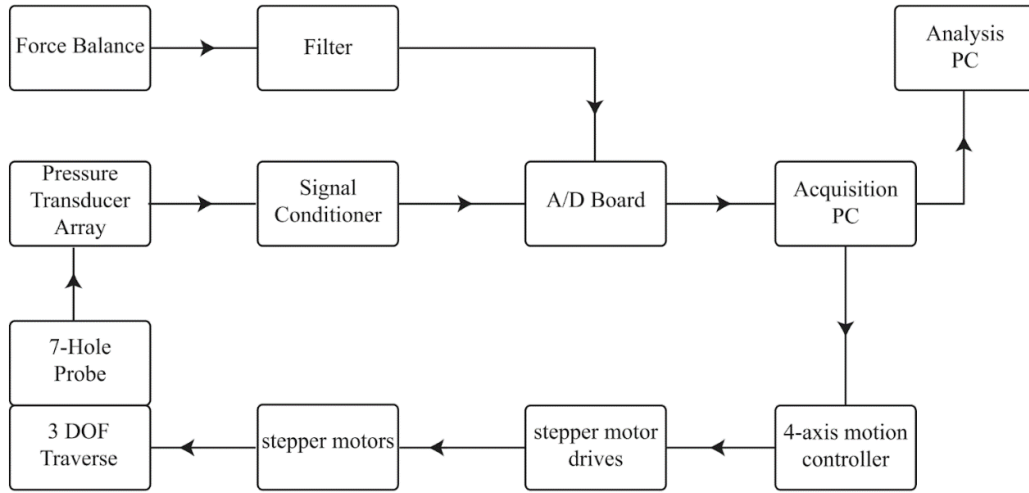 Force Balance
Filter
Analysis
PC
Pressure
Transducer
Array
Signal
Conditioner
A/D Board
Acquisition
PC
7-Hole
Probe
3 DOF
Traverse
stepper motors
stepper motor
drives
4-axis motion
controller